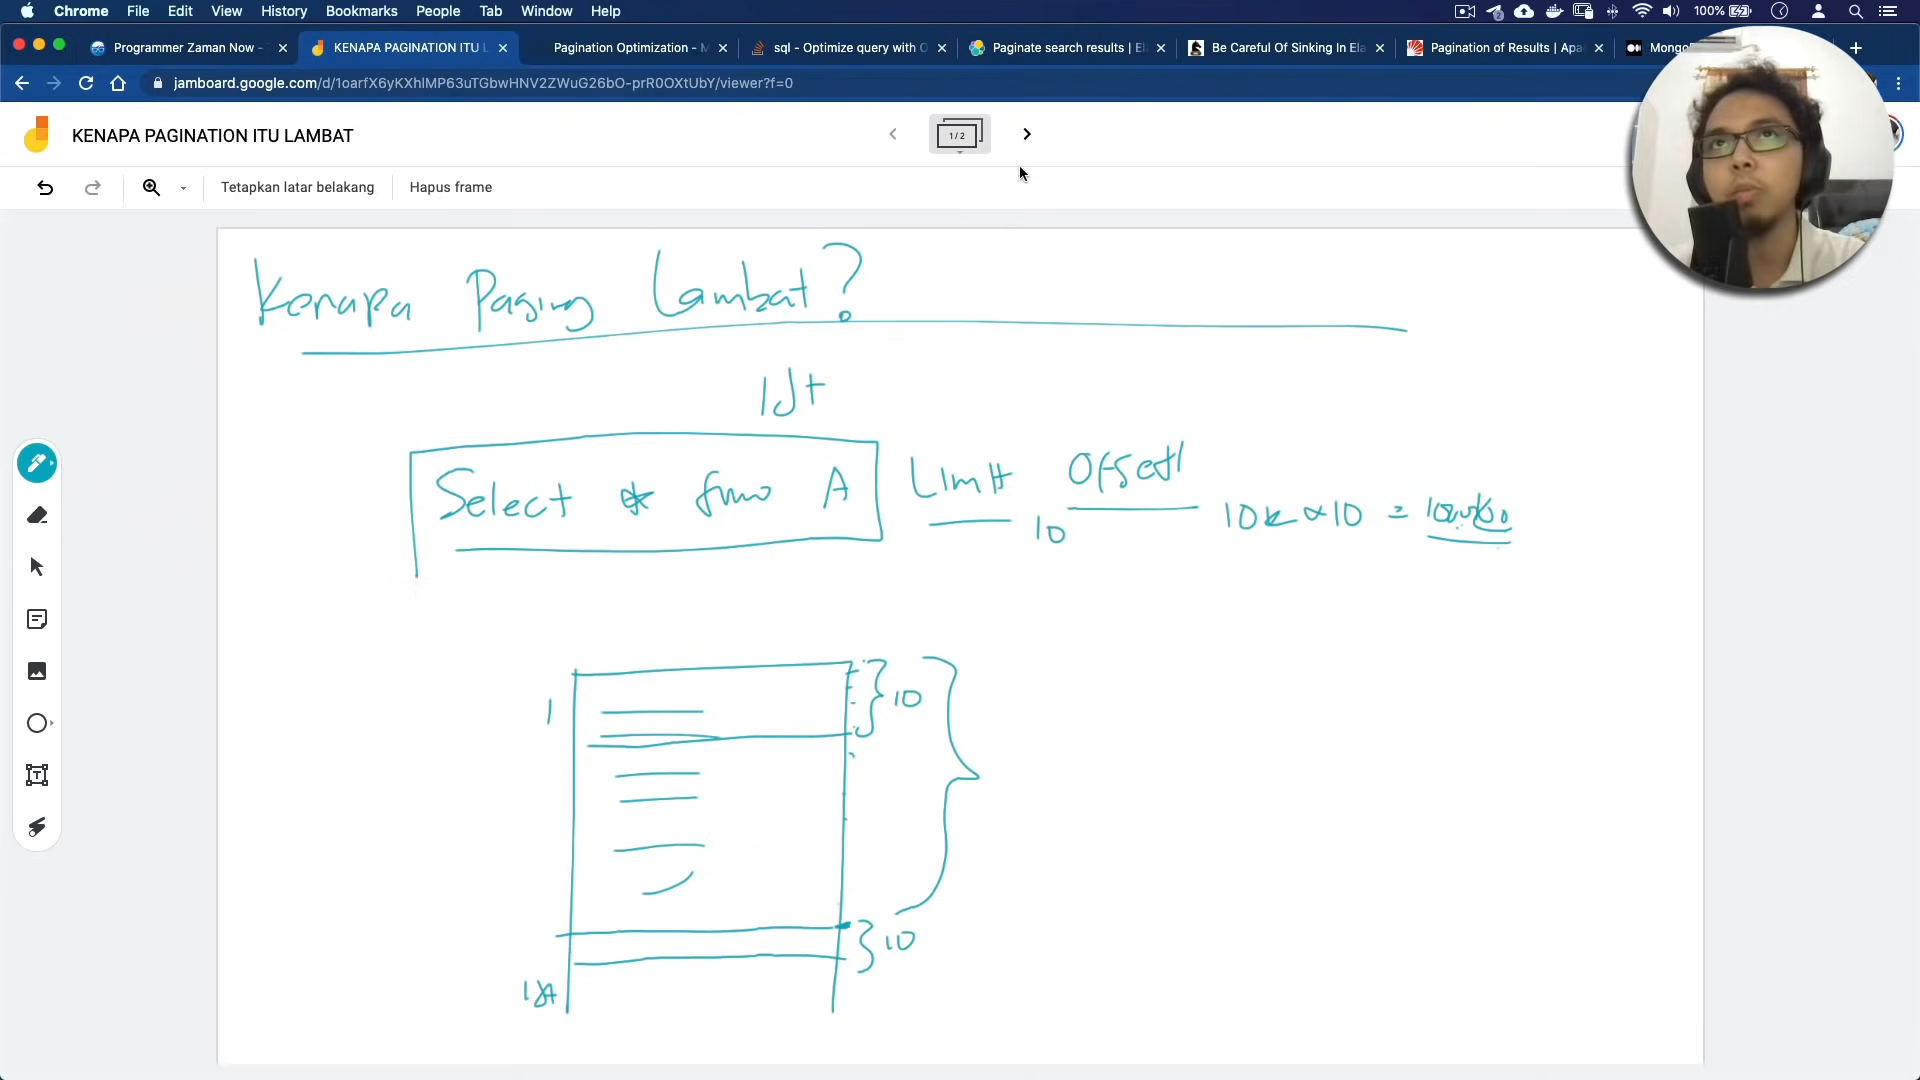 Chrome File Edit View History Bookmarks People Tab Window Help 100%
Programmer Zaman Now -
KENAPA PAGINATION ITU L
Pagination Optimization - M
sql - Optimize query with O
Paginate search results | El
Be Careful Of Sinking In Ela
Pagination of Results | Apa
Mongo
jamboard.google.com/d/1oarfX6yKXhlMP63uTGbwHNV2ZWuG26bO-prR0OXtUbY/viewer?f=0
KENAPA PAGINATION ITU LAMBAT
1 / 2
Tetapkan latar belakang Hapus frame
Kenapa Paging Lambat?
1Jt
Select * from A Limit 10 Offset 10k x 10 =
1 10
10
1Jt